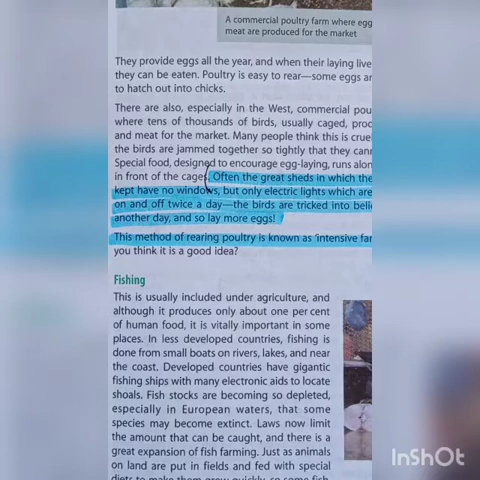 A commercial poultry farm where egg
meat are produced for the market
They provide eggs all the year, and when their laying live
they can be eaten. Poultry is easy to rear—some eggs ar
to hatch out into chicks.
There are also, especially in the West, commercial pou
where tens of thousands of birds, usually caged, proc
and meat for the market. Many people think this is crue
the birds are jammed together so tightly that they cann
Special food, designed to encourage egg-laying, runs alon
in front of the cages. Often the great sheds in which the
kept have no windows, but only electric lights which are
on and off twice a day—the birds are tricked into beli
another day, and so lay more eggs!
This method of rearing poultry is known as 'intensive far
you think it is a good idea?
Fishing
This is usually included under agriculture, and
although it produces only about one per cent
of human food, it is vitally important in some
places. In less developed countries, fishing is
done from small boats on rivers, lakes, and near
the coast. Developed countries have gigantic
fishing ships with many electronic aids to locate
shoals. Fish stocks are becoming so depleted,
especially in European waters, that some
species may become extinct. Laws now limit
the amount that can be caught, and there is a
great expansion of fish farming. Just as animals
on land are put in fields and fed with special
diets to make them grow quickly, so some fish
InShOt